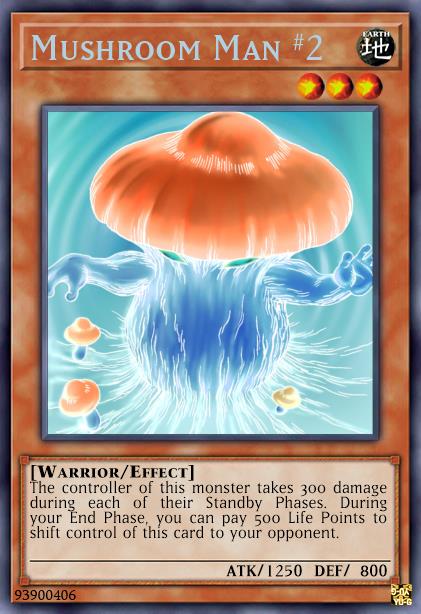 Mushroom Man #2
EARTH
地
[Warrior/Effect]
The controller of this monster takes 300 damage
during each of their Standby Phases. During
your End Phase, you can pay 500 Life Points to
shift control of this card to your opponent.
ATK/1250 DEF/ 800
93900406